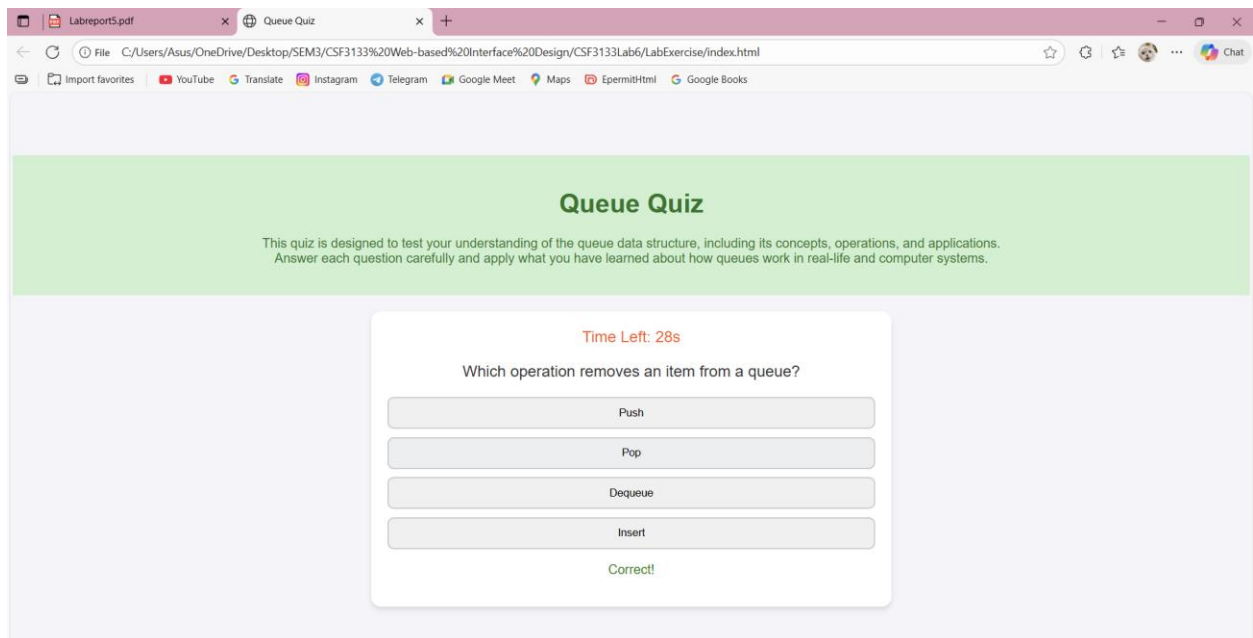 Labreport5.pdf
Queue Quiz
File C:/Users/Asus/OneDrive/Desktop/SEM3/CSF3133%20Web-based%20Interface%20Design/CSF3133Lab6/LabExercise/index.html
Chat
Import favorites YouTube Translate Instagram Telegram Google Meet Maps EpermitHtml Google Books
Queue Quiz
This quiz is designed to test your understanding of the queue data structure, including its concepts, operations, and applications.
Answer each question carefully and apply what you have learned about how queues work in real-life and computer systems.
Time Left: 28s
Which operation removes an item from a queue?
Push
Pop
Dequeue
Insert
Correct!